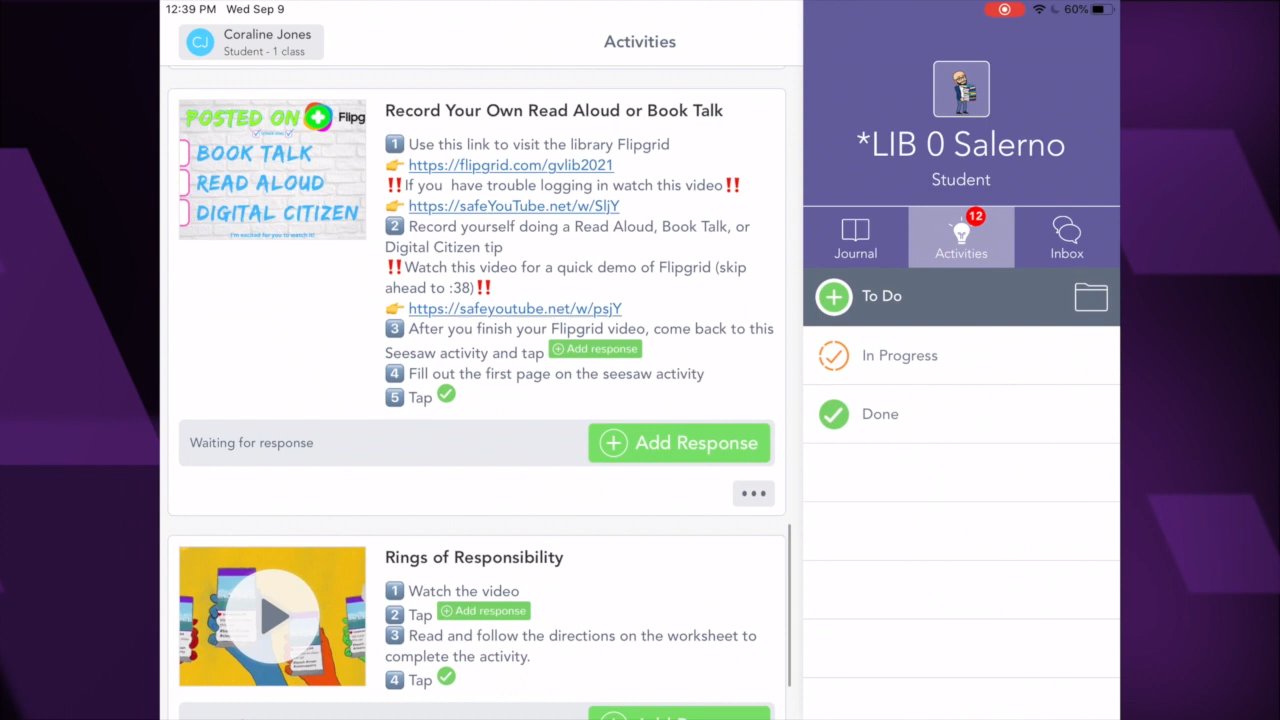 12:39 PM Wed Sep 9
60%
CJ
Coraline Jones
Student - 1 class
Activities
POSTED ON Flipg
BOOK TALK
READ ALOUD
DIGITAL CITIZEN
I'm excited for you to watch it!
Record Your Own Read Aloud or Book Talk
1 Use this link to visit the library Flipgrid
👉 https://flipgrid.com/gvlib2021
‼️If you have trouble logging in watch this video‼️
👉 https://safeYouTube.net/w/SljY
2 Record yourself doing a Read Aloud, Book Talk, or
Digital Citizen tip
‼️Watch this video for a quick demo of Flipgrid (skip
ahead to :38)‼️
👉 https://safeyoutube.net/w/psjY
3 After you finish your Flipgrid video, come back to this
Seesaw activity and tap Add response
4 Fill out the first page on the seesaw activity
5 Tap
Waiting for response
Add Response
Rings of Responsibility
1 Watch the video
2 Tap Add response
3 Read and follow the directions on the worksheet to
complete the activity.
4 Tap
*LIB 0 Salerno
Student
12
Journal
Activities
Inbox
To Do
In Progress
Done